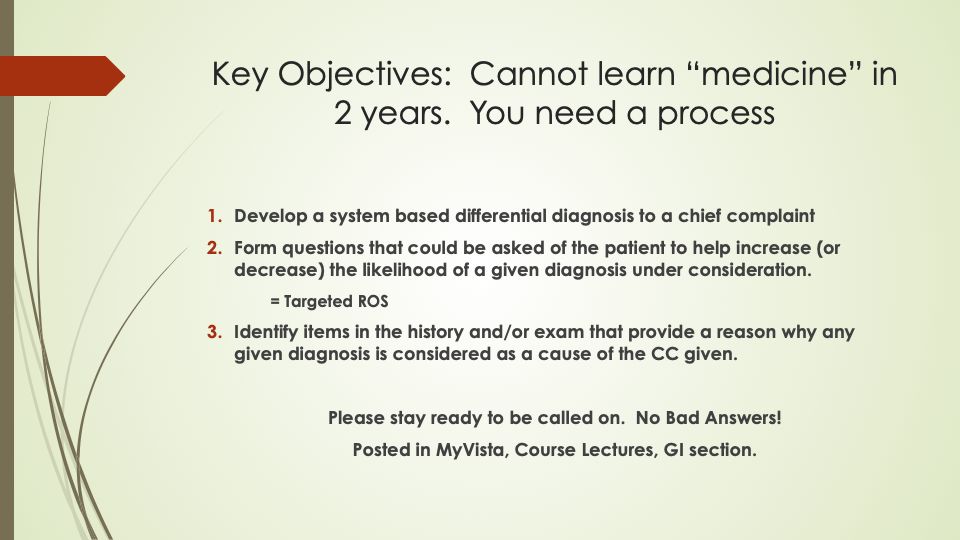 Key Objectives:  Cannot learn “medicine” in
2 years.  You need a process
1. Develop a system based differential diagnosis to a chief complaint
2. Form questions that could be asked of the patient to help increase (or
decrease) the likelihood of a given diagnosis under consideration.
= Targeted ROS
3. Identify items in the history and/or exam that provide a reason why any
given diagnosis is considered as a cause of the CC given.
Please stay ready to be called on.  No Bad Answers!
Posted in MyVista, Course Lectures, GI section.